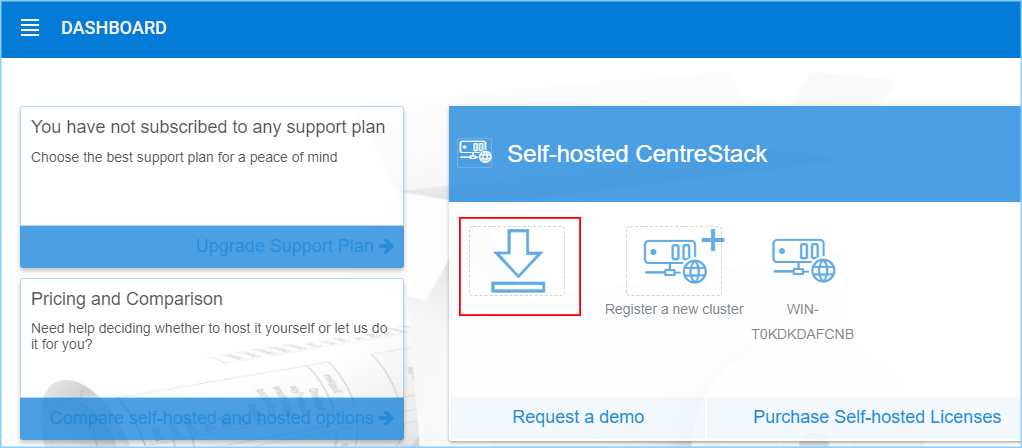 DASHBOARD
You have not subscribed to any support plan
Choose the best support plan for a peace of mind
Upgrade Support Plan
Pricing and Comparison
Need help deciding whether to host it yourself or let us do
it for you?
Compare self-hosted and hosted options
Self-hosted CentreStack
Register a new cluster
WIN-
T0KDKDAFCNB
Request a demo
Purchase Self-hosted Licenses